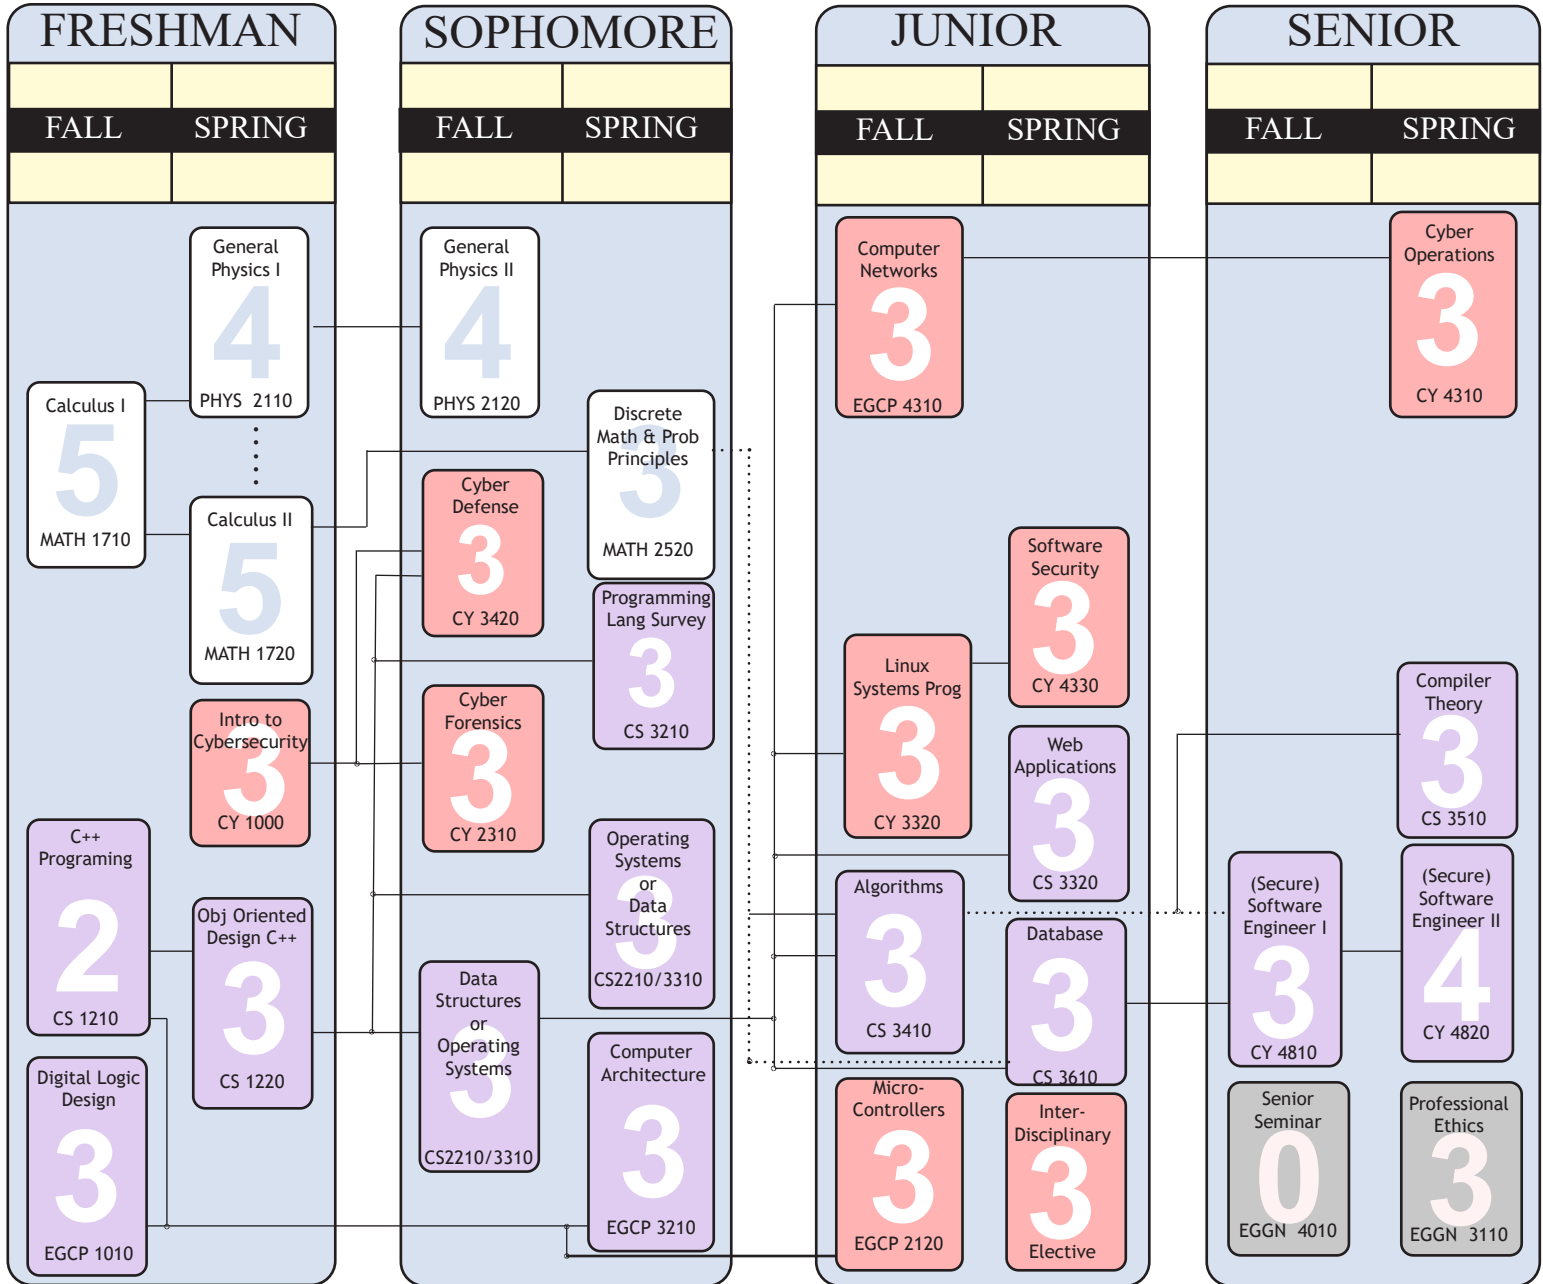 FRESHMAN
FALL
SPRING
Calculus I
5
MATH 1710
C++
Programing
2
CS 1210
Digital Logic
Design
3
EGCP 1010
General
Physics I
4
PHYS 2110
Calculus II
5
MATH 1720
Intro to
Cybersecurity
3
CY 1000
Obj Oriented
Design C++
3
CS 1220
SOPHOMORE
FALL
SPRING
General
Physics II
4
PHYS 2120
Cyber
Defense
3
CY 3420
Cyber
Forensics
3
CY 2310
Data
Structures
or
Operating
Systems
3
CS2210/3310
Discrete
Math & Prob
Principles
3
MATH 2520
Programming
Lang Survey
3
CS 3210
Operating
Systems
or
Data
Structures
3
CS2210/3310
Computer
Architecture
3
EGCP 3210
JUNIOR
FALL
SPRING
Computer
Networks
3
EGCP 4310
Linux
Systems Prog
3
CY 3320
Algorithms
3
CS 3410
Micro-
Controllers
3
EGCP 2120
Software
Security
3
CY 4330
Web
Applications
3
CS 3320
Database
3
CS 3610
Inter-
Disciplinary
3
Elective
SENIOR
FALL
SPRING
(Secure)
Software
Engineer I
3
CY 4810
Senior
Seminar
0
EGGN 4010
Cyber
Operations
3
CY 4310
Compiler
Theory
3
CS 3510
(Secure)
Software
Engineer II
4
CY 4820
Professional
Ethics
3
EGGN 3110